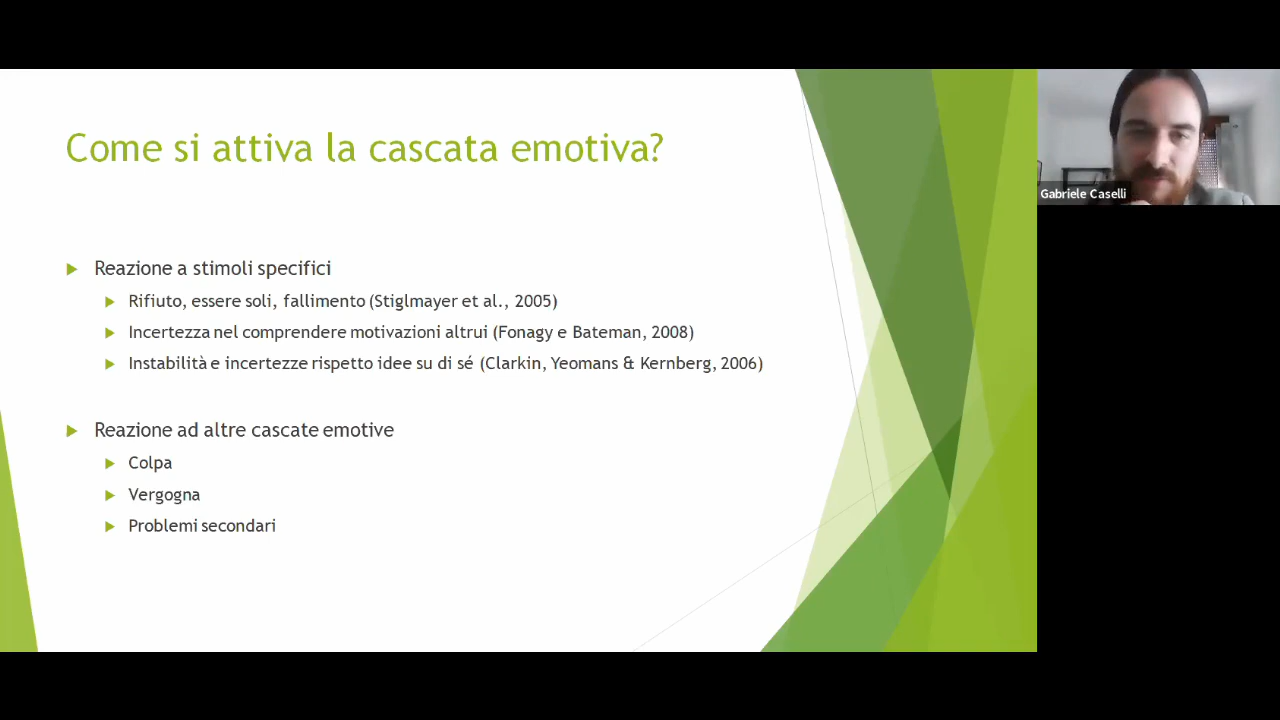 Come si attiva la cascata emotiva?
Reazione a stimoli specifici
Rifiuto, essere soli, fallimento (Stiglmayer et al., 2005)
Incertezza nel comprendere motivazioni altrui (Fonagy e Bateman, 2008)
Instabilità e incertezze rispetto idee su di sé (Clarkin, Yeomans & Kernberg, 2006)
Reazione ad altre cascate emotive
Colpa
Vergogna
Problemi secondari
Gabriele Caselli